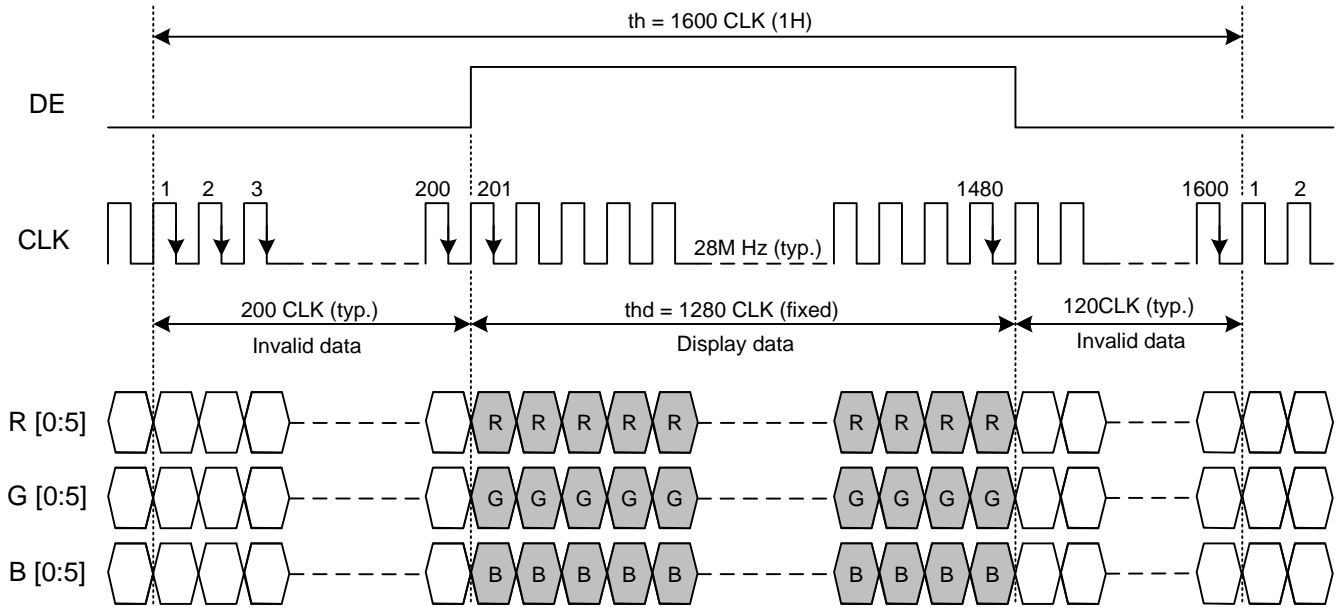 th = 1600 CLK (1H)
DE
1 2 3 200 201 1480 1600 1 2
CLK
28M Hz (typ.)
200 CLK (typ.) thd = 1280 CLK (fixed) 120CLK (typ.)
Invalid data Display data Invalid data
R [0:5] R R R R R R R R R
G [0:5] G G G G G G G G G
B [0:5] B B B B B B B B B